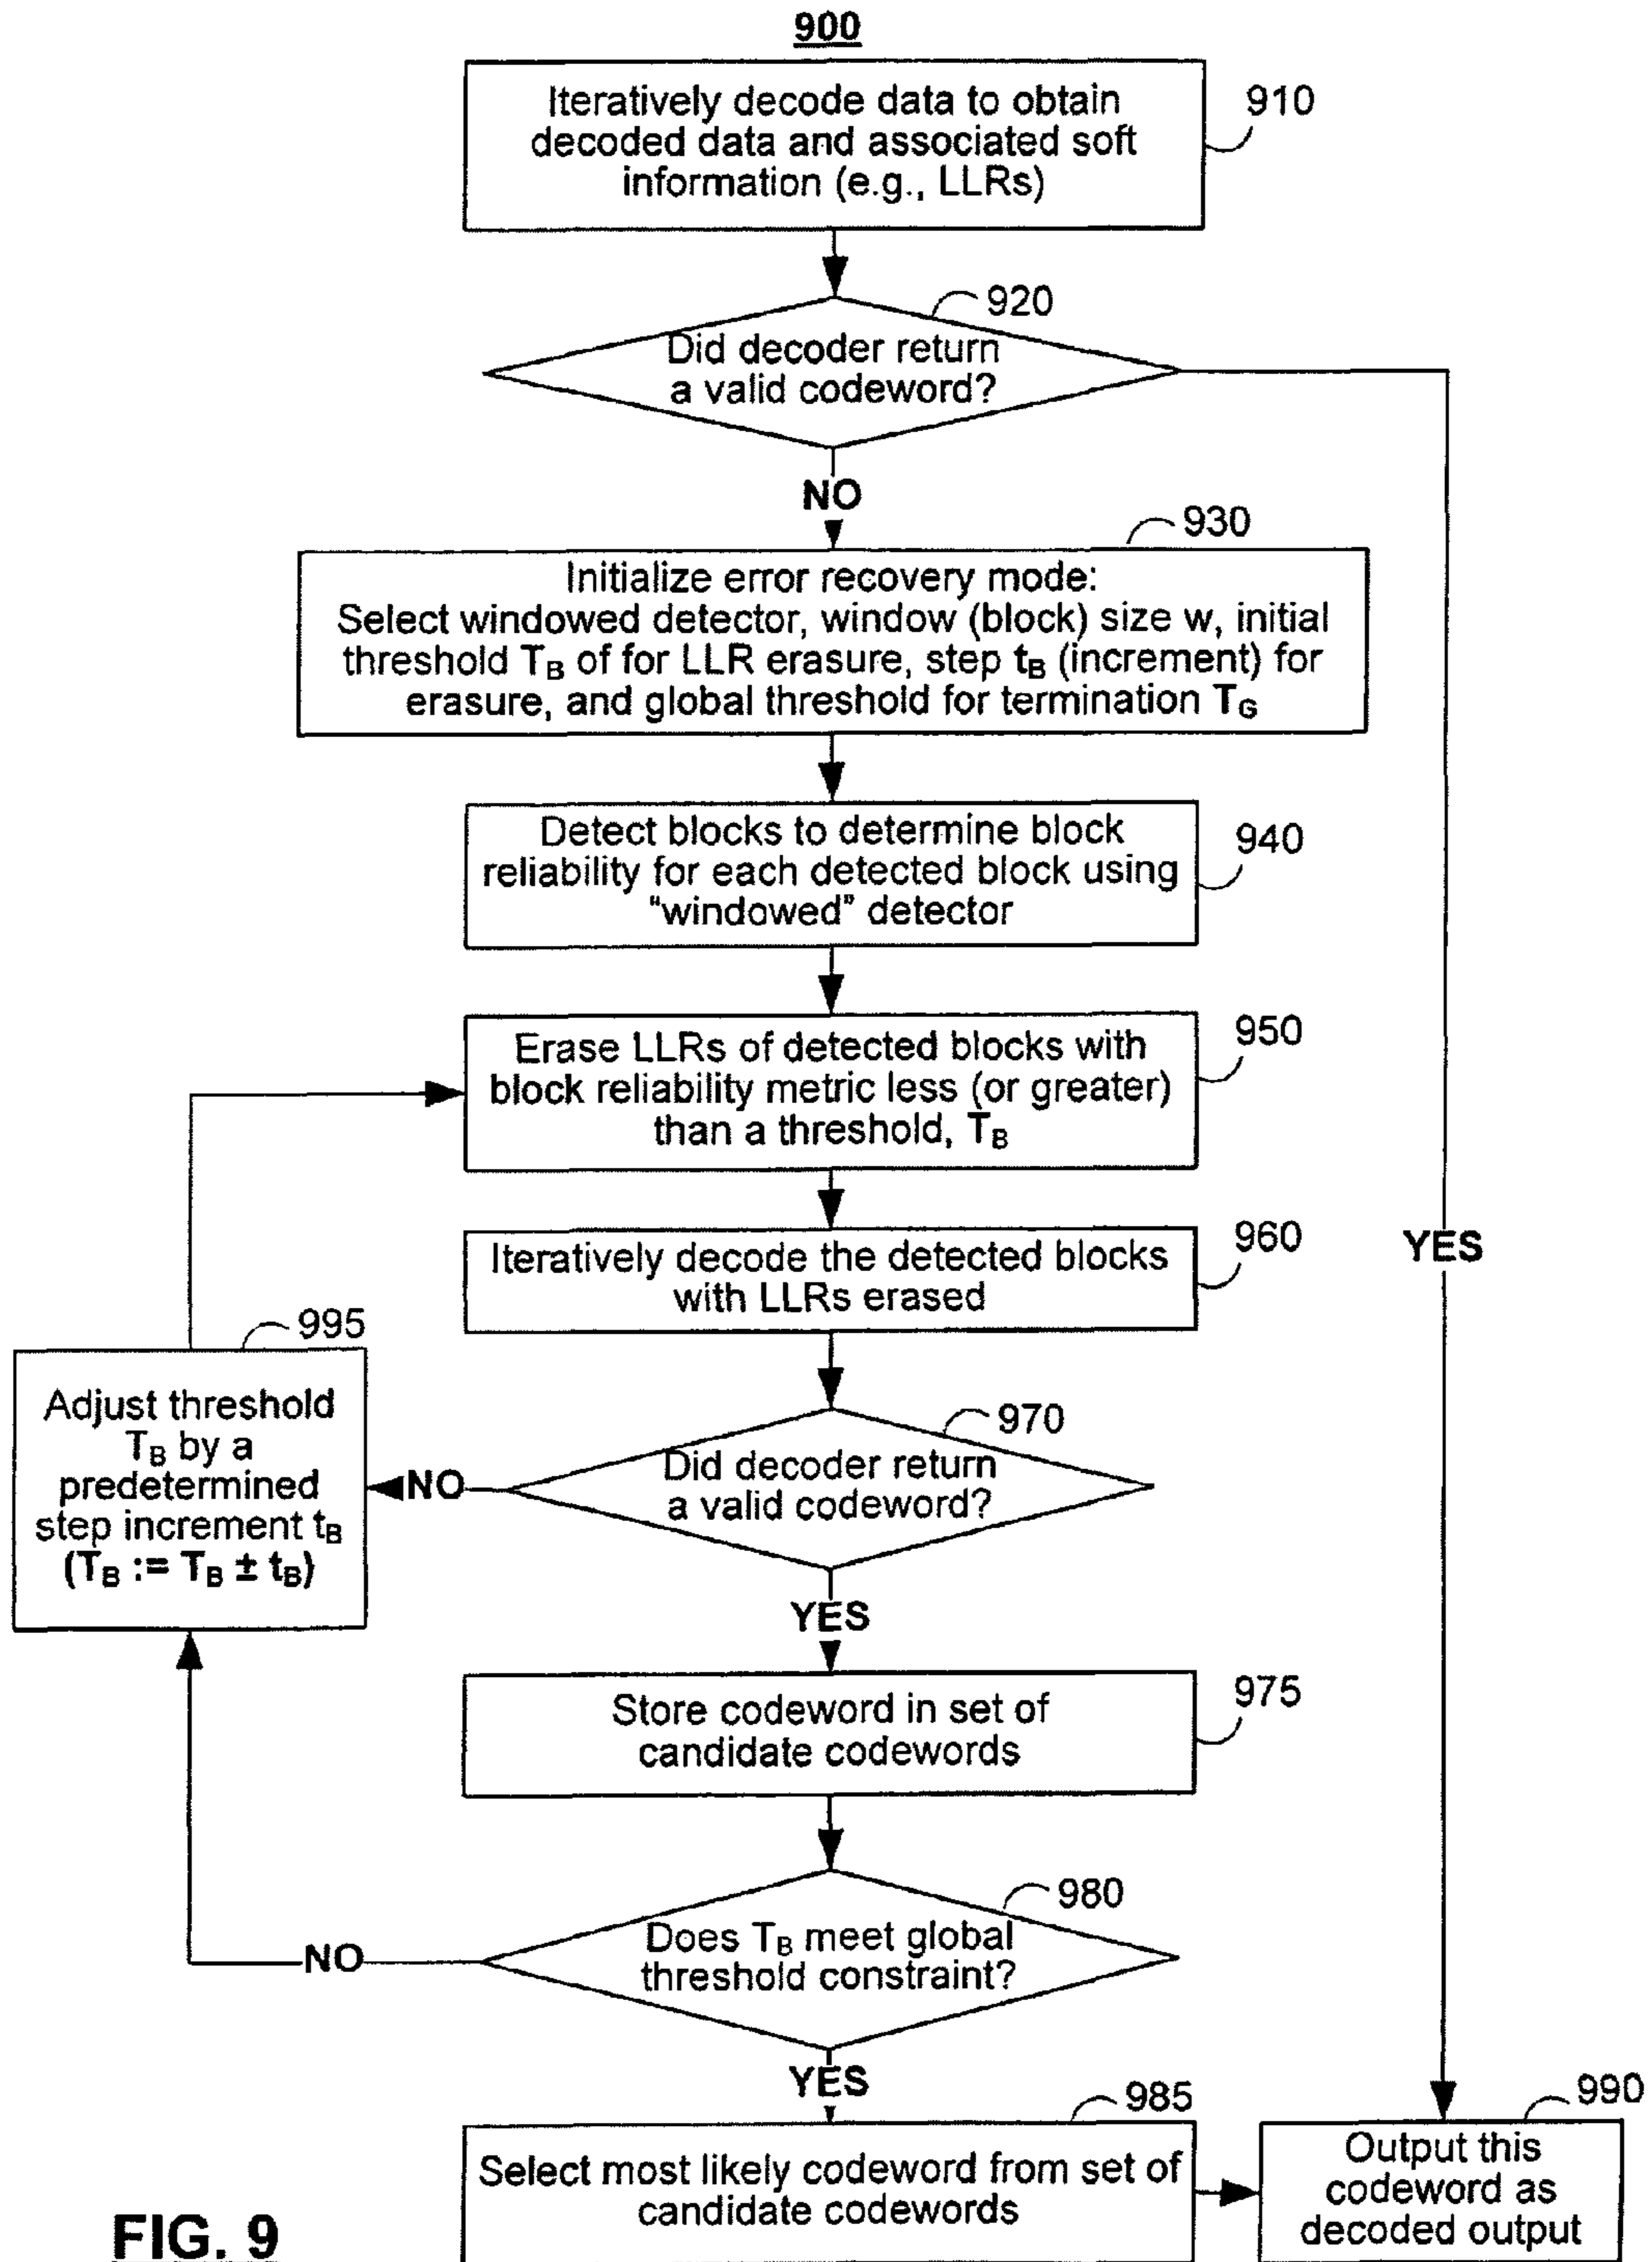 900
Iteratively decode data to obtain
decoded data and associated soft
information (e.g., LLRs)
910
920
Did decoder return
a valid codeword?
NO
930
Initialize error recovery mode:
Select windowed detector, window (block) size w, initial
threshold TB of for LLR erasure, step tB (increment) for
erasure, and global threshold for termination TG
Detect blocks to determine block
reliability for each detected block using
"windowed" detector
940
Erase LLRs of detected blocks with
block reliability metric less (or greater)
than a threshold, TB
950
Iteratively decode the detected blocks
with LLRs erased
960
YES
995
Adjust threshold
TB by a
predetermined
step increment tB
(TB := TB ± tB)
970
Did decoder return
a valid codeword?
NO
YES
Store codeword in set of
candidate codewords
975
980
Does TB meet global
threshold constraint?
NO
YES
985
Select most likely codeword from set of
candidate codewords
990
Output this
codeword as
decoded output
FIG. 9